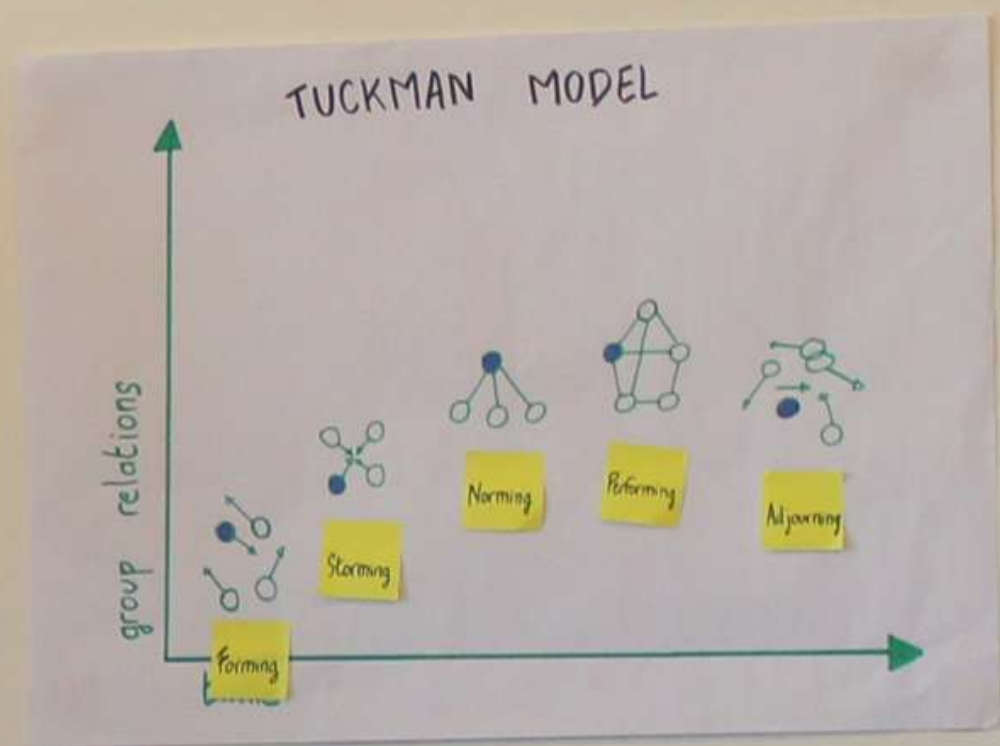 TUCKMAN MODEL
group relations
Forming
Storming
Norming
Performing
Adjourning